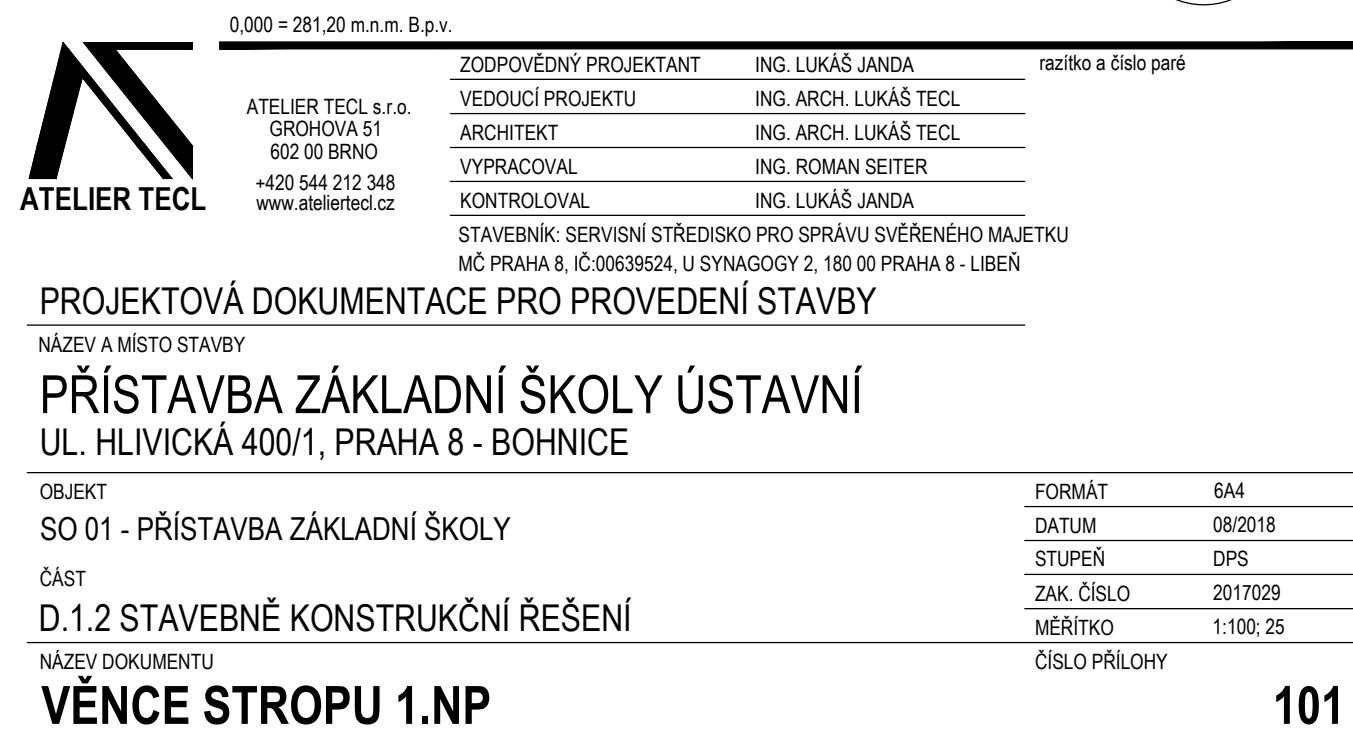 0,000 = 281,20 m.n.m. B.p.v.
ATELIER TECL
ATELIER TECL s.r.o.
GROHOVA 51
602 00 BRNO
+420 544 212 348
www.ateliertecl.cz
ZODPOVĚDNÝ PROJEKTANT ING. LUKÁŠ JANDA
VEDOUCÍ PROJEKTU ING. ARCH. LUKÁŠ TECL
ARCHITEKT ING. ARCH. LUKÁŠ TECL
VYPRACOVAL ING. ROMAN SEITER
KONTROLOVAL ING. LUKÁŠ JANDA
razítko a číslo paré
STAVEBNÍK: SERVISNÍ STŘEDISKO PRO SPRÁVU SVĚŘENÉHO MAJETKU
MČ PRAHA 8, IČ:00639524, U SYNAGOGY 2, 180 00 PRAHA 8 - LIBEŇ
PROJEKTOVÁ DOKUMENTACE PRO PROVEDENÍ STAVBY
NÁZEV A MÍSTO STAVBY
PŘÍSTAVBA ZÁKLADNÍ ŠKOLY ÚSTAVNÍ
UL. HLIVICKÁ 400/1, PRAHA 8 - BOHNICE
OBJEKT
SO 01 - PŘÍSTAVBA ZÁKLADNÍ ŠKOLY
ČÁST
D.1.2 STAVEBNĚ KONSTRUKČNÍ ŘEŠENÍ
FORMÁT 6A4
DATUM 08/2018
STUPEŇ DPS
ZAK. ČÍSLO 2017029
MĚŘÍTKO 1:100; 25
NÁZEV DOKUMENTU
VĚNCE STROPU 1.NP
ČÍSLO PŘÍLOHY
101